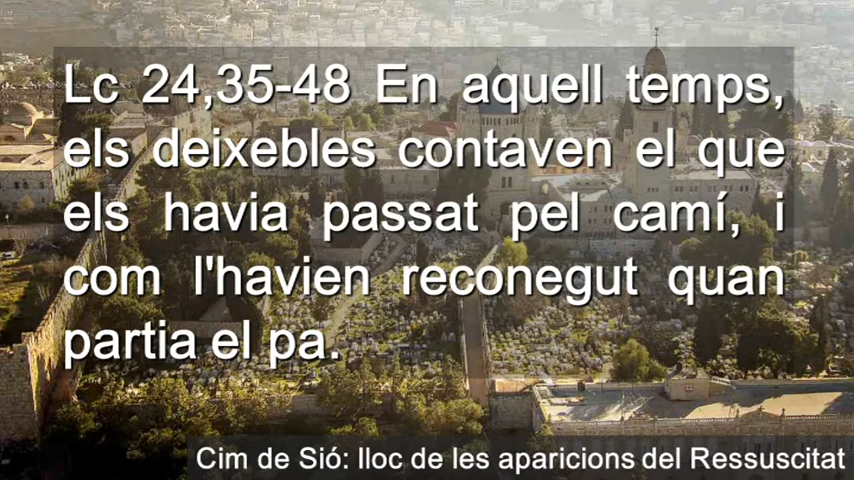 Lc 24,35-48 En aquell temps,
els deixebles contaven el que
els havia passat pel camí, i
com l'havien reconegut quan
partia el pa.
Cim de Sió: lloc de les aparicions del Ressuscitat